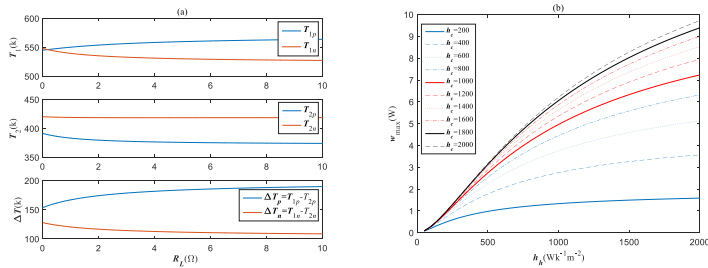 (a)
600
550
500
T1(k)
0 2 4 6 8 10
T1p
T1n
450
400
350
T2(k)
0 2 4 6 8 10
T2p
T2n
200
150
100
ΔT(k)
0 2 4 6 8 10
ΔTp=T1p-T2p
ΔTn=T1n-T2n
RL(Ω)
(b)
10
9
8
7
6
5
4
3
2
1
0
wmax(W)
hc=200
hc=400
hc=600
hc=800
hc=1000
hc=1200
hc=1400
hc=1600
hc=1800
hc=2000
0 500 1000 1500 2000
hh(Wk-1m-2)